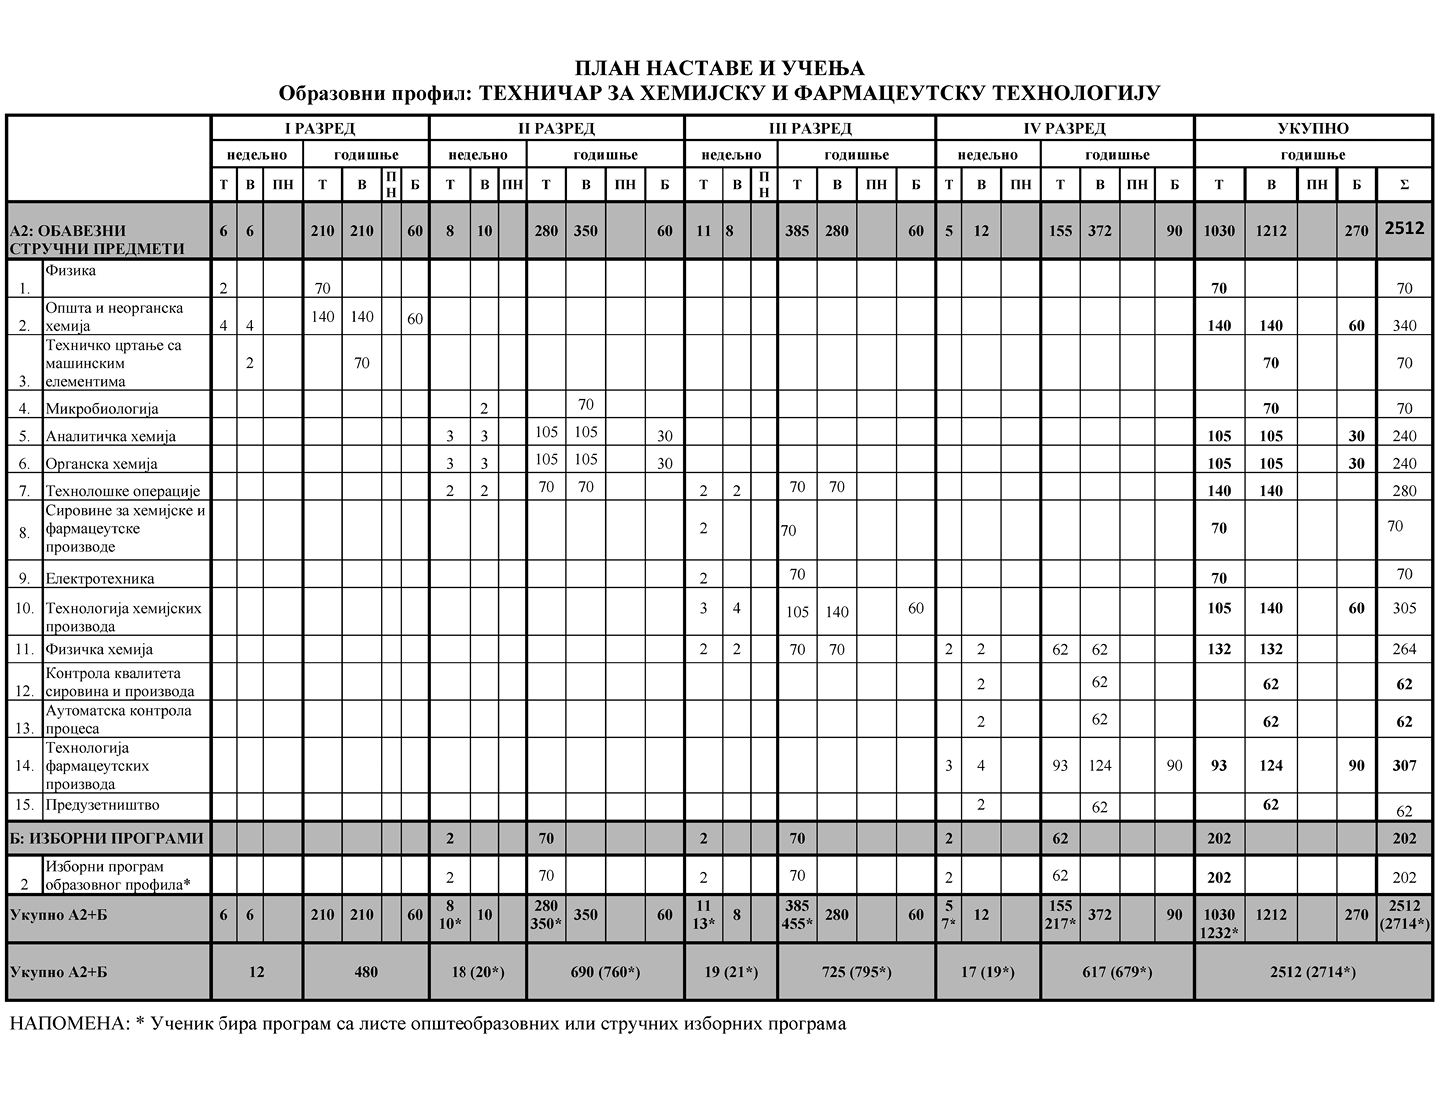 ПЛАН НАСТАВЕ И УЧЕЊА
Образовни профил: ТЕХНИЧАР ЗА ХЕМИЈСКУ И ФАРМАЦЕУТСКУ ТЕХНОЛОГИЈУ
I РАЗРЕД II РАЗРЕД III РАЗРЕД IV РАЗРЕД УКУПНО
недељно годишње недељно годишње недељно годишње недељно годишње годишње
Т В ПН Т В ПН Б Т В ПН Т В ПН Б Т В ПН Т В ПН Б Т В ПН Т В ПН Б Т В ПН Б Σ
А2: ОБАВЕЗНИ
СТРУЧНИ ПРЕДМЕТИ 6 6 210 210 60 8 10 280 350 60 11 8 385 280 60 5 12 155 372 90 1030 1212 270 2512
1. Физика 2 70 70 70
2. Општа и неорганска
хемија 4 4 140 140 60 140 140 60 340
3. Техничко цртање са
машинским
елементима 2 70 70 70
4. Микробиологија 2 70 70 70
5. Аналитичка хемија 3 3 105 105 30 105 105 30 240
6. Органска хемија 3 3 105 105 30 105 105 30 240
7. Технолошке операције 2 2 70 70 2 2 70 70 140 140 280
8. Сировине за хемијске и
фармацеутске
производе 2 70 70 70
9. Електротехника 2 70 70 70
10. Технологија хемијских
производа 3 4 105 140 60 105 140 60 305
11. Физичка хемија 2 2 70 70 2 2 62 62 132 132 264
12. Контрола квалитета
сировина и производа 2 62 62 62
13. Аутоматска контрола
процеса 2 62 62 62
14. Технологија
фармацеутских
производа 3 4 93 124 90 93 124 90 307
15. Предузетништво 2 62 62 62
Б: ИЗБОРНИ ПРОГРАМИ 2 70 2 70 2 62 202 202
2 Изборни програм
образовног профила* 2 70 2 70 2 62 202 202
Укупно А2+Б 6 6 210 210 60 8 10* 10 280 350* 350 60 11 13* 8 385 455* 280 60 5 7* 12 155 217* 372 90 1030 1232* 1212 270 2512 (2714*)
Укупно А2+Б 12 480 18 (20*) 690 (760*) 19 (21*) 725 (795*) 17 (19*) 617 (679*) 2512 (2714*)
НАПОМЕНА: * Ученик бира програм са листе општеобразовних или стручних изборних програма